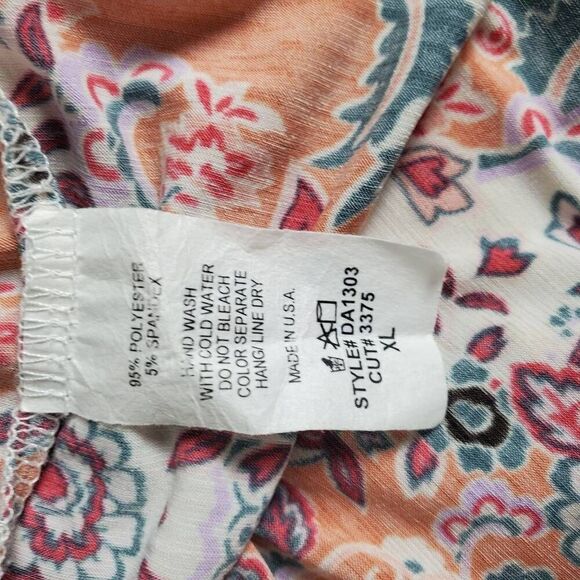 95% POLYESTER
5% SPANDEX
HAND WASH
WITH COLD WATER
DO NOT BLEACH
COLOR SEPARATE
HANG/ LINE DRY
MADE IN U.S.A.
STYLE# DA1303
CUT# 3375
XL